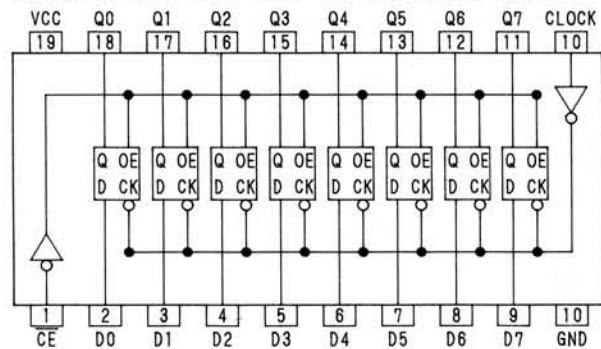 VCC Q0 Q1 Q2 Q3 Q4 Q5 Q6 Q7 CLOCK
19 18 17 16 15 14 13 12 11 10
Q OE Q OE Q OE Q OE Q OE Q OE Q OE Q OE
D CK D CK D CK D CK D CK D CK D CK D CK
1 2 3 4 5 6 7 8 9 10
CE D0 D1 D2 D3 D4 D5 D6 D7 GND